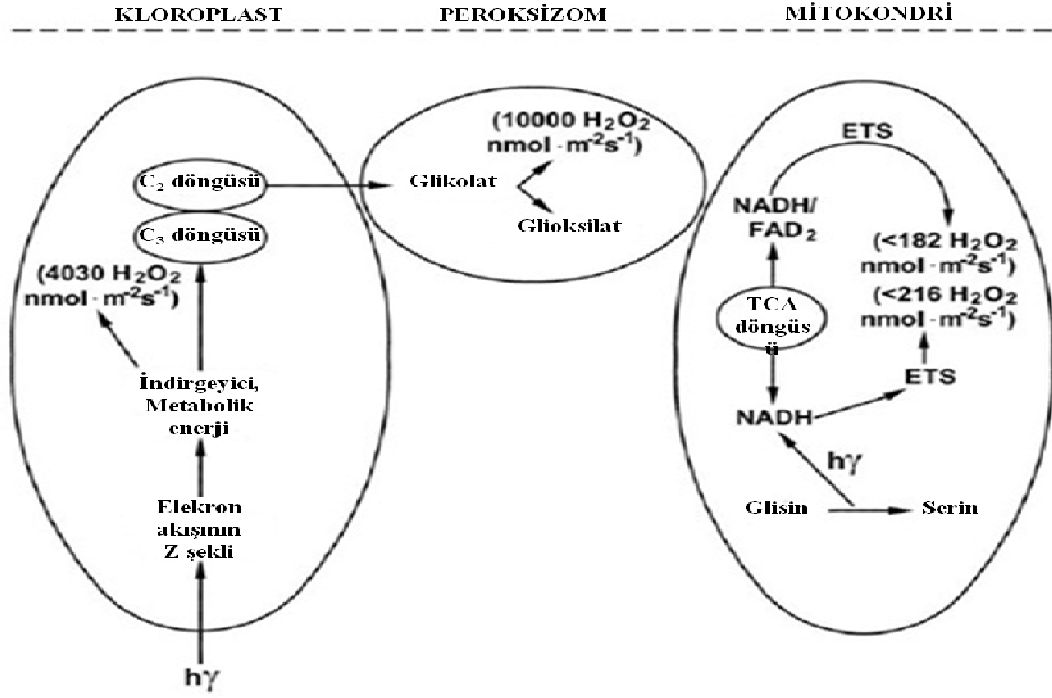 KLOROPLAST
PEROKSİZOM
MİTOKONDRİ
C₂ döngüsü
C₃ döngüsü
(4030 H₂O₂
nmol · m⁻²s⁻¹)
İndirgeyici,
Metabolik
enerji
Elekron
akışının
Z şekli
hγ
(10000 H₂O₂
nmol · m⁻²s⁻¹)
Glikolat
Glioksilat
ETS
NADH/
FAD₂
(<182 H₂O₂
nmol · m⁻²s⁻¹)
(<216 H₂O₂
nmol · m⁻²s⁻¹)
TCA
döngüs
ü
ETS
NADH
hγ
Glisin
Serin